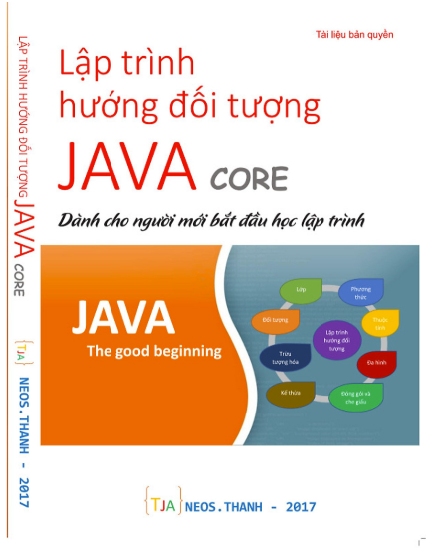 Tài liệu bản quyền
Lập trình
hướng đối tượng
JAVA CORE
Dành cho người mới bắt đầu học lập trình
JAVA
The good beginning
Lớp
Phương
thức
Đối tượng
Thuộc
tính
Lập trình
hướng đối
tượng
Trừu
tượng hóa
Đa hình
Kế thừa
Đóng gói và
che giấu
{TJA} NEOS.THANH - 2017
LẬP TRÌNH HƯỚNG ĐỐI TƯỢNG JAVA CORE
{TJA} NEOS.THANH - 2017